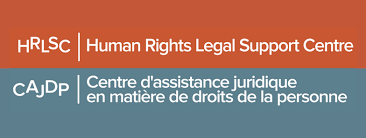 HRLSC | Human Rights Legal Support Centre
CAJDP | Centre d'assistance juridique
en matière de droits de la personne